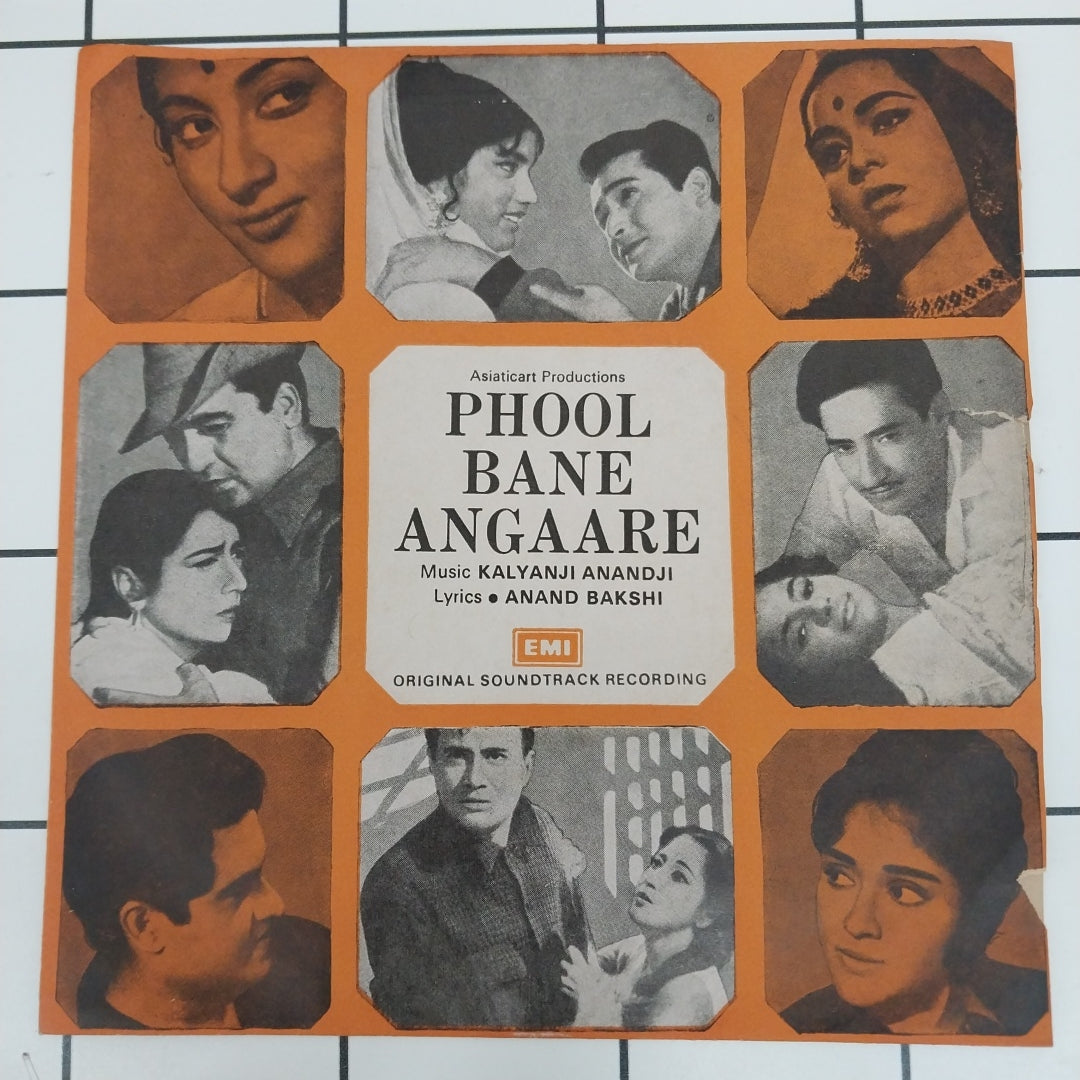 Asiaticart Productions
PHOOL
BANE
ANGAARE
Music KALYANJI ANANDJI
Lyrics • ANAND BAKSHI
EMI
ORIGINAL SOUNDTRACK RECORDING